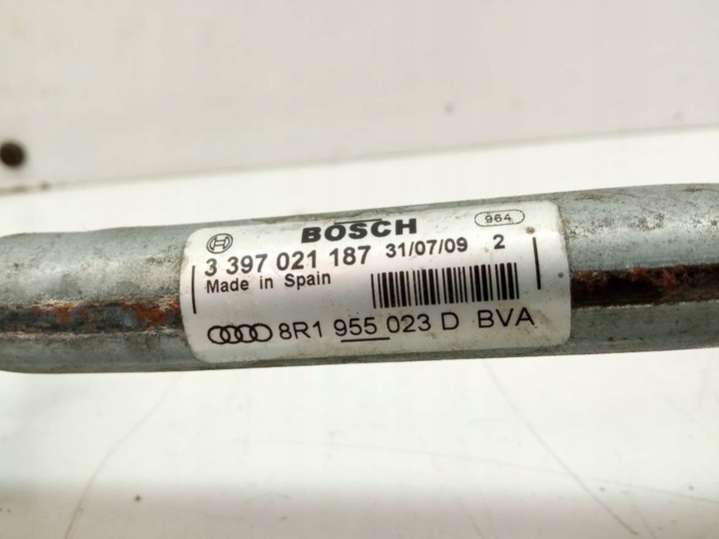 BOSCH
964
3 397 021 187 31/07/09 2
Made in Spain
8R1 955 023 D BVA